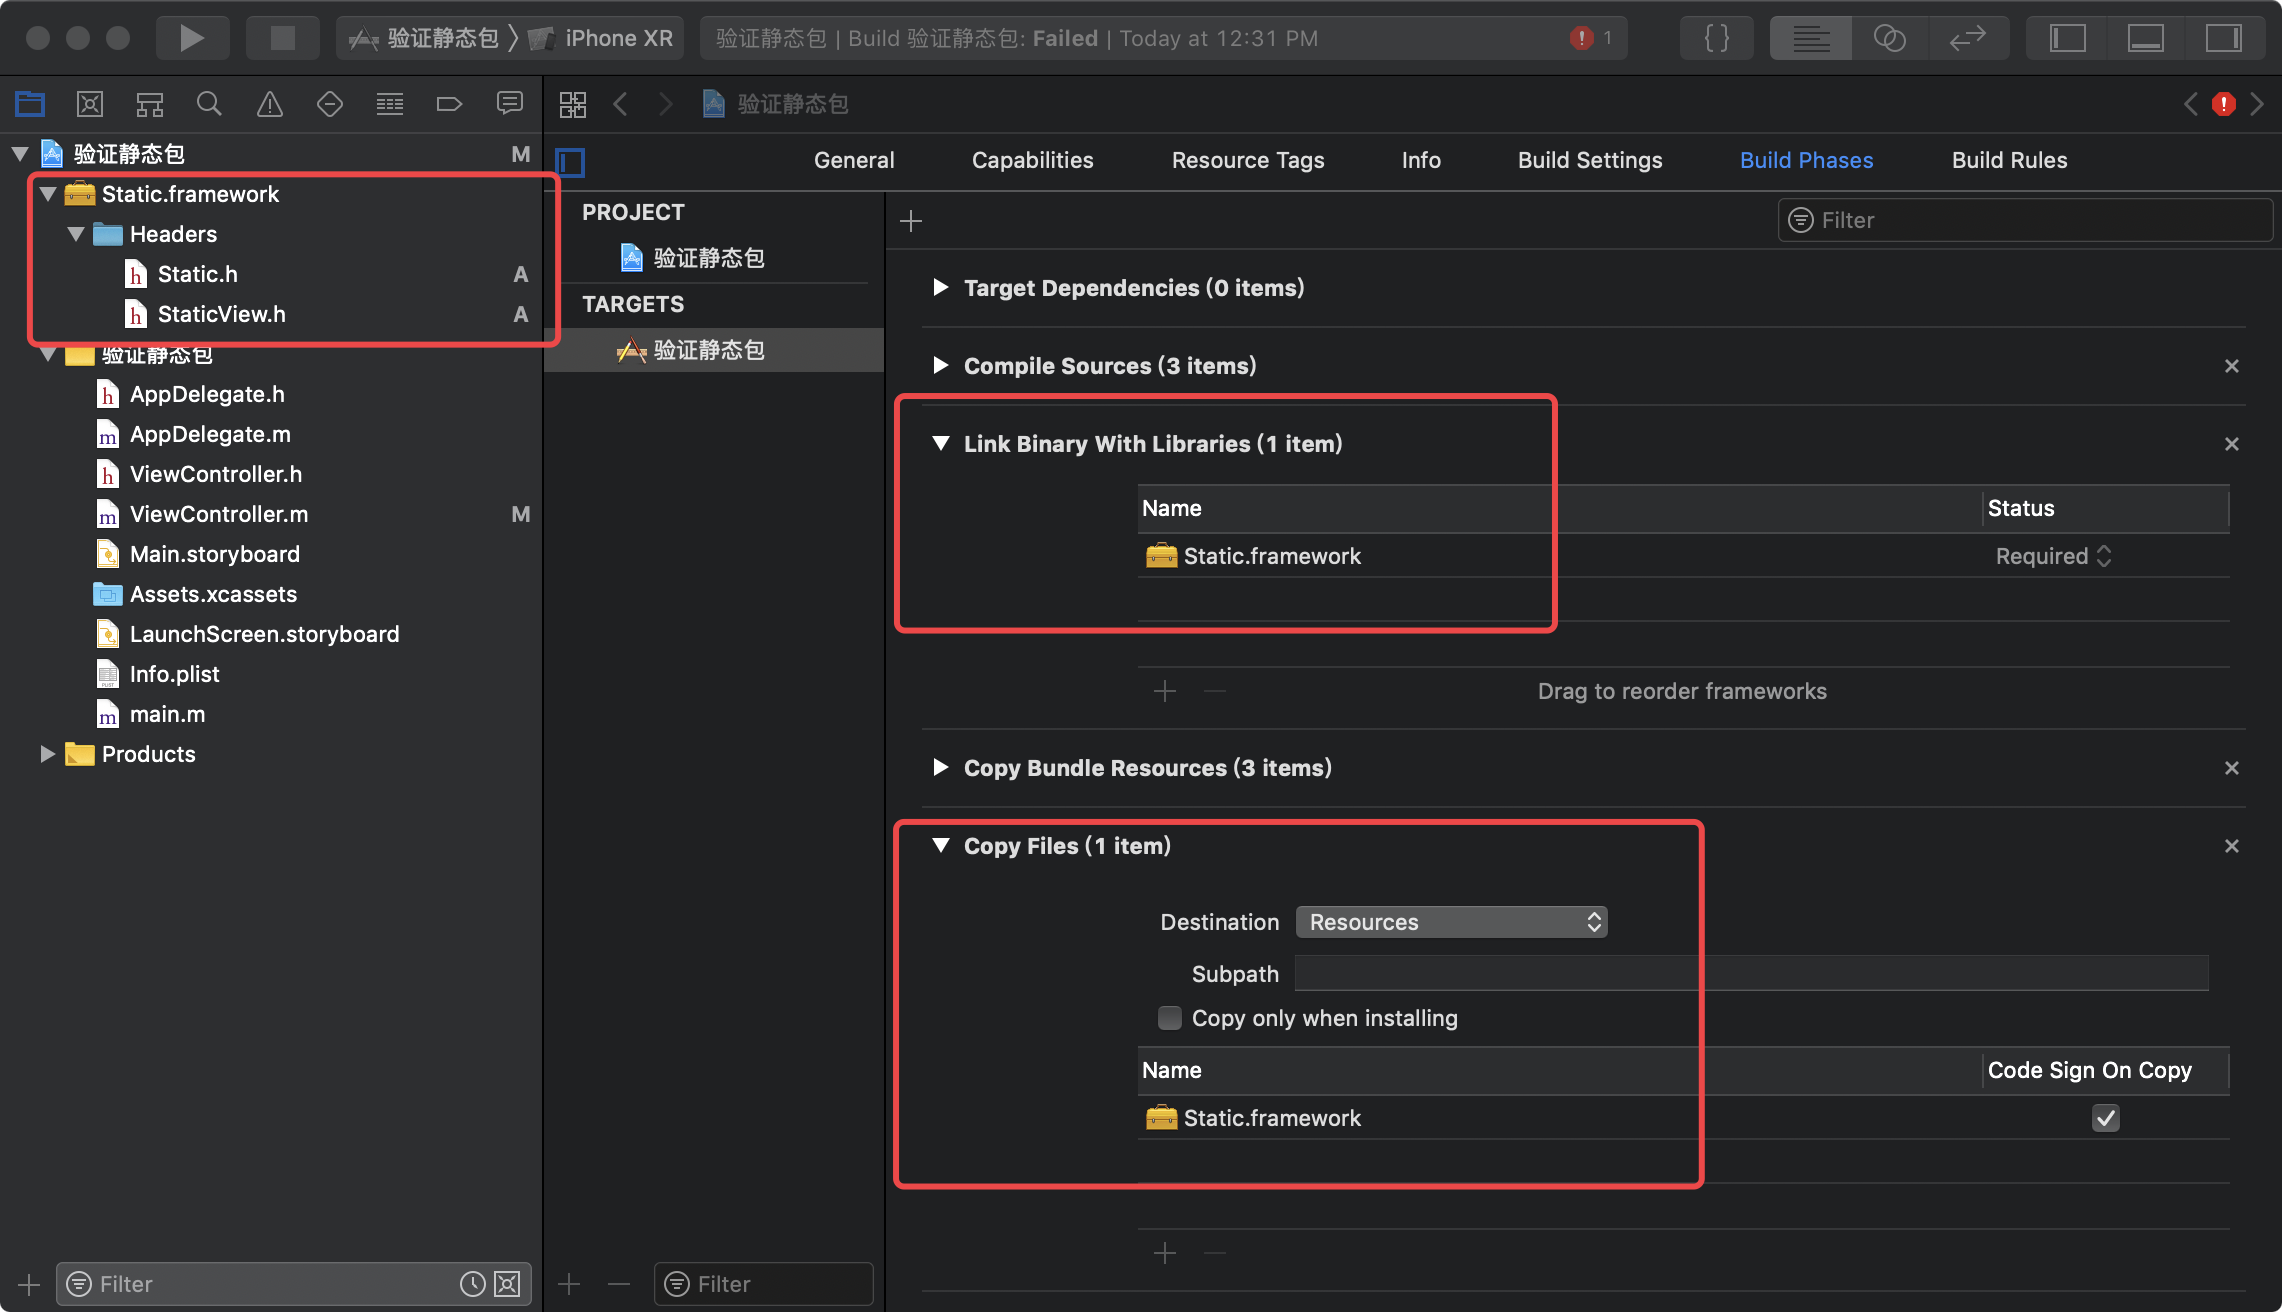 验证静态包 〉 iPhone XR
验证静态包 | Build 验证静态包: Failed | Today at 12:31 PM
1
{}
验证静态包
验证静态包 M
Static.framework
Headers
Static.h A
StaticView.h A
验证静态包
AppDelegate.h
AppDelegate.m
ViewController.h
ViewController.m M
Main.storyboard
Assets.xcassets
LaunchScreen.storyboard
Info.plist
main.m
Products
Filter
General Capabilities Resource Tags Info Build Settings Build Phases Build Rules
PROJECT
验证静态包
TARGETS
验证静态包
Filter
Filter
Target Dependencies (0 items)
Compile Sources (3 items)
Link Binary With Libraries (1 item)
Name Status
Static.framework Required
Drag to reorder frameworks
Copy Bundle Resources (3 items)
Copy Files (1 item)
Destination Resources
Subpath
Copy only when installing
Name Code Sign On Copy
Static.framework